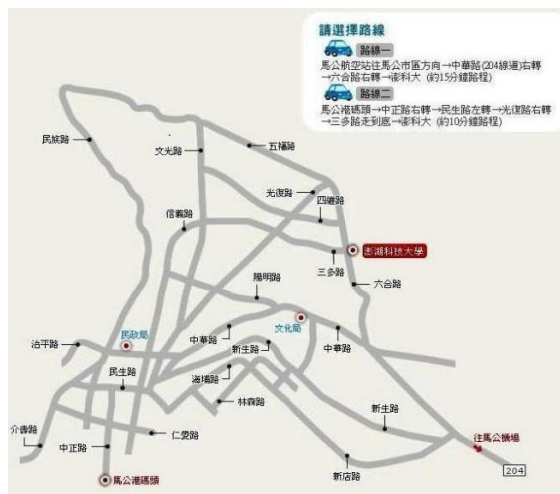 請選擇路線
路線一
馬公航空站往馬公市區方向→中華路(204線道)右轉
→六合路右轉→澎科大 (約15分鐘路程)
路線二
馬公港碼頭→中正路右轉→民生路左轉→光復路右轉
→三多路走到底→澎科大 (約10分鐘路程)
民族路
文光路
五福路
光復路
四維路
信義路
澎湖科技大學
三多路
六合路
陽明路
文化局
民政局
中華路
中華路
治平路
新生路
民生路
海埔路
林森路
新生路
介壽路
中正路
仁愛路
往馬公機場
新店路
204
馬公港碼頭